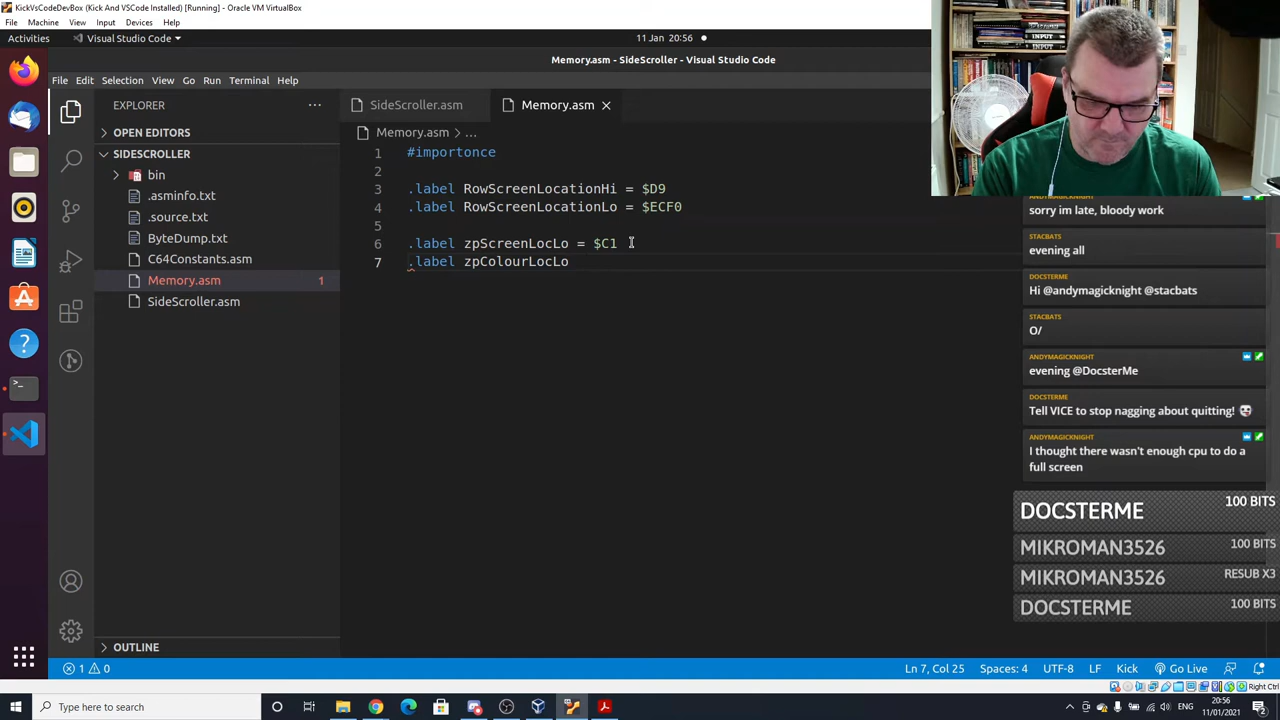 KickVsCodeDevBox (Kick And VSCode Installed) [Running] - Oracle VM VirtualBox
File Machine View Input Devices Help
Activities Visual Studio Code 11 Jan 20:56
Memory.asm - SideScroller - Visual Studio Code
File Edit Selection View Go Run Terminal Help
EXPLORER
OPEN EDITORS
SIDESCROLLER
bin
.asminfo.txt
.source.txt
ByteDump.txt
C64Constants.asm
Memory.asm 1
SideScroller.asm
OUTLINE
SideScroller.asm Memory.asm
Memory.asm > ...
1 #importonce
2
3 .label RowScreenLocationHi = $D9
4 .label RowScreenLocationLo = $ECF0
5
6 .label zpScreenLocLo = $C1
7 .label zpColourLocLo
INPUT
INPUT
ANDYMAGICKNIGHT
sorry im late, bloody work
evening all
DOCSTERME
Hi @andymagicknight @stacbats
STACBATS
O/
ANDYMAGICKNIGHT
evening @DocsterMe
DOCSTERME
Tell VICE to stop nagging about quitting!
ANDYMAGICKNIGHT
I thought there wasn't enough cpu to do a
full screen
DOCSTERME 100 BITS
MIKROMAN3526 100 BITS
MIKROMAN3526 RESUB X3
DOCSTERME 100 BITS
1 0 Ln 7, Col 25 Spaces: 4 UTF-8 LF Kick Go Live
Right Ctrl
Type here to search
20:56
11/01/2021